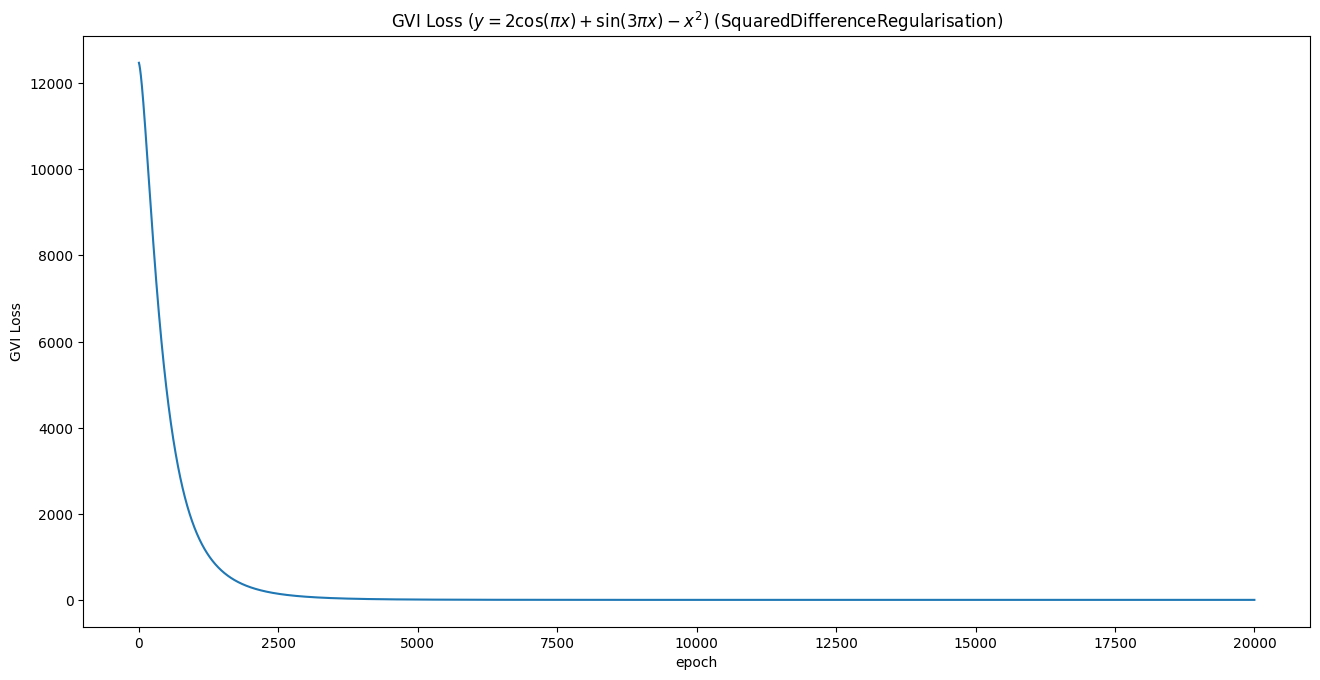 GVI Loss (y = 2cos(πx) + sin(3πx) − x²) (SquaredDifferenceRegularisation)
12000
10000
8000
6000
4000
2000
0
GVI Loss
0 2500 5000 7500 10000 12500 15000 17500 20000
epoch